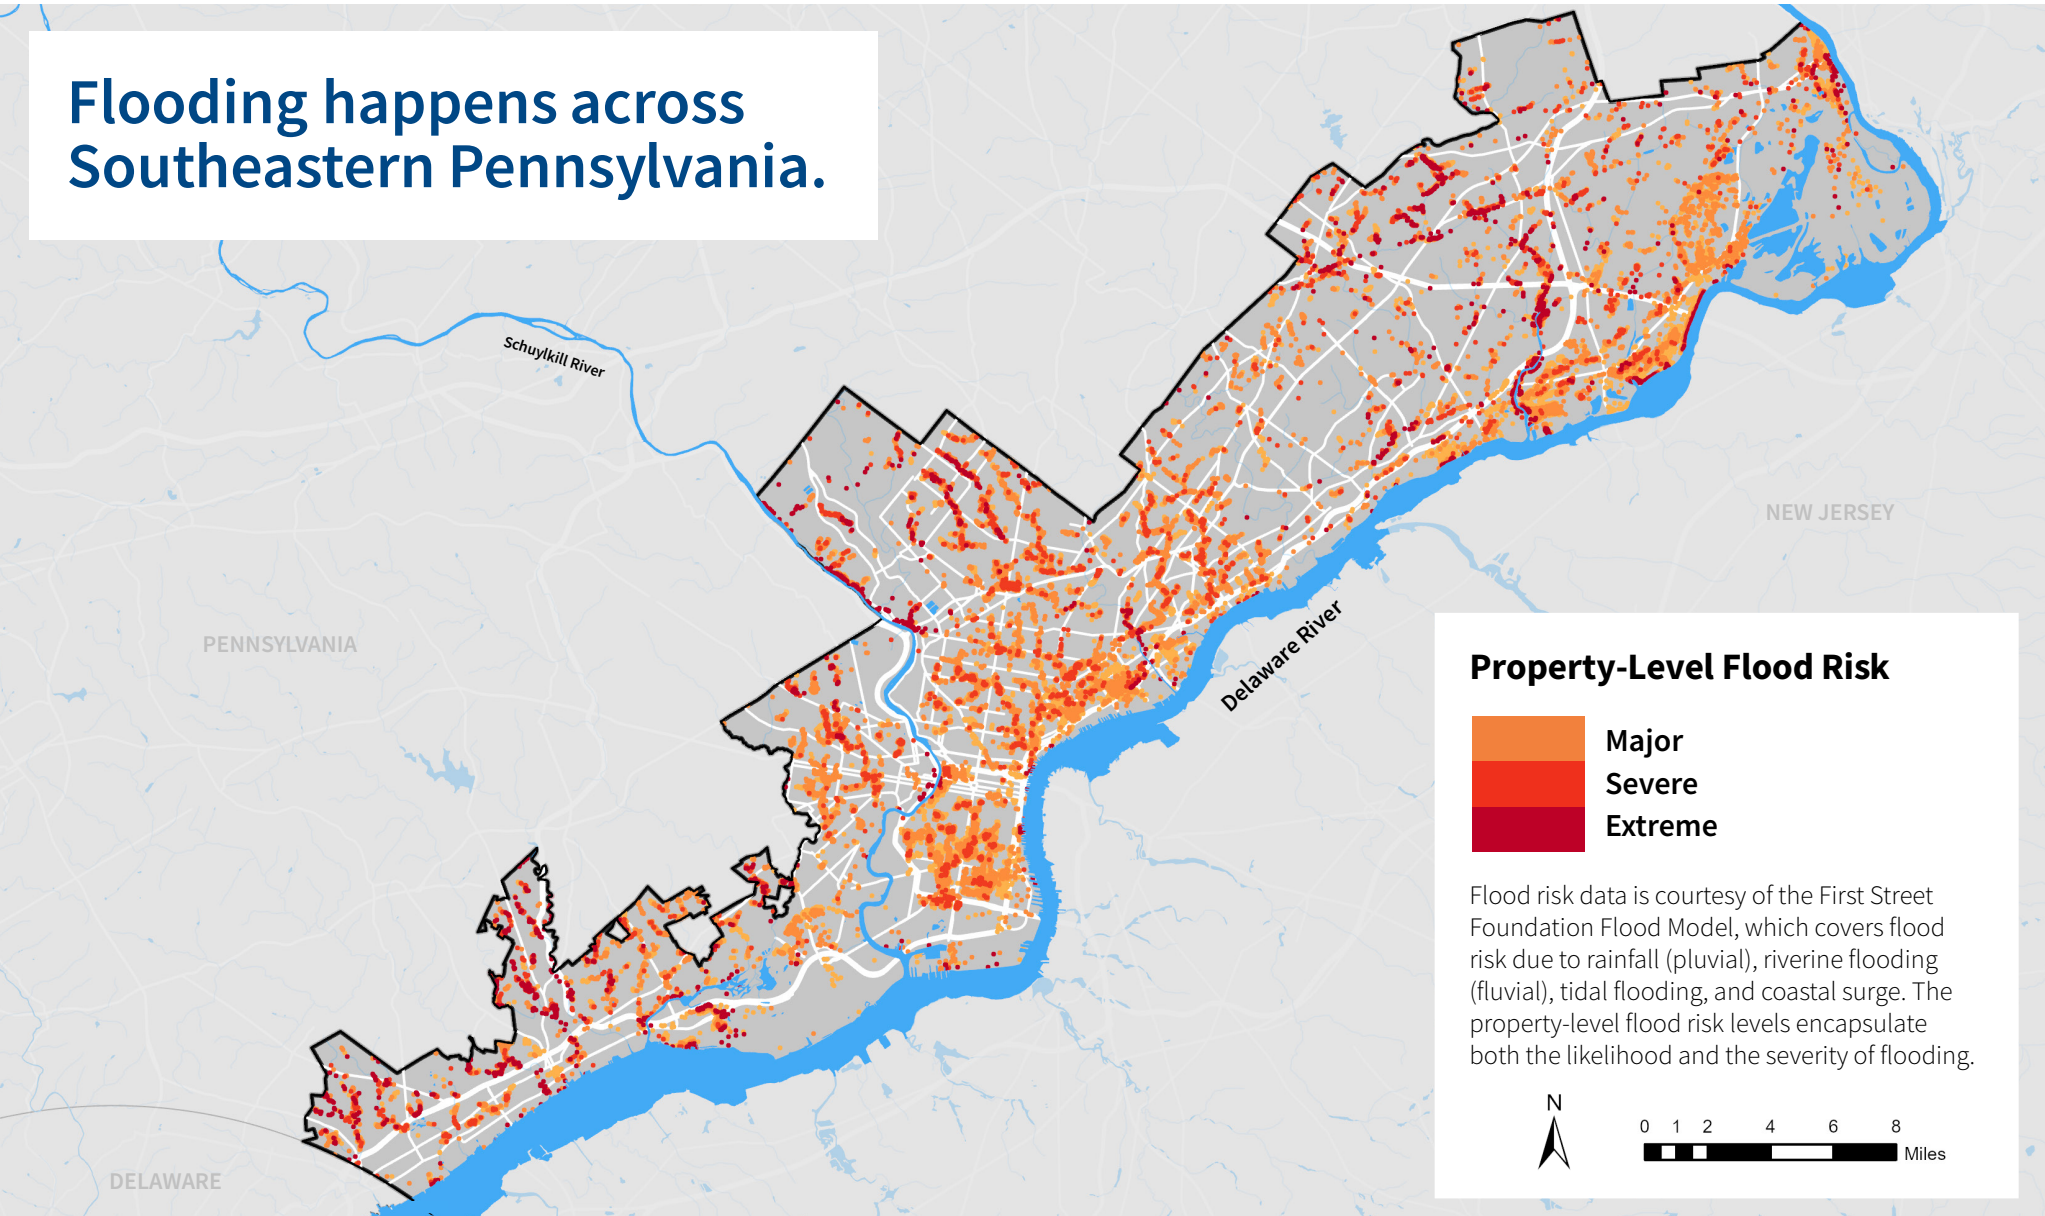 Flooding happens across
Southeastern Pennsylvania.
Schuylkill River
NEW JERSEY
PENNSYLVANIA
Delaware River
DELAWARE
Property-Level Flood Risk
Major
Severe
Extreme
Flood risk data is courtesy of the First Street
Foundation Flood Model, which covers flood
risk due to rainfall (pluvial), riverine flooding
(fluvial), tidal flooding, and coastal surge. The
property-level flood risk levels encapsulate
both the likelihood and the severity of flooding.
N
0 1 2 4 6 8
Miles